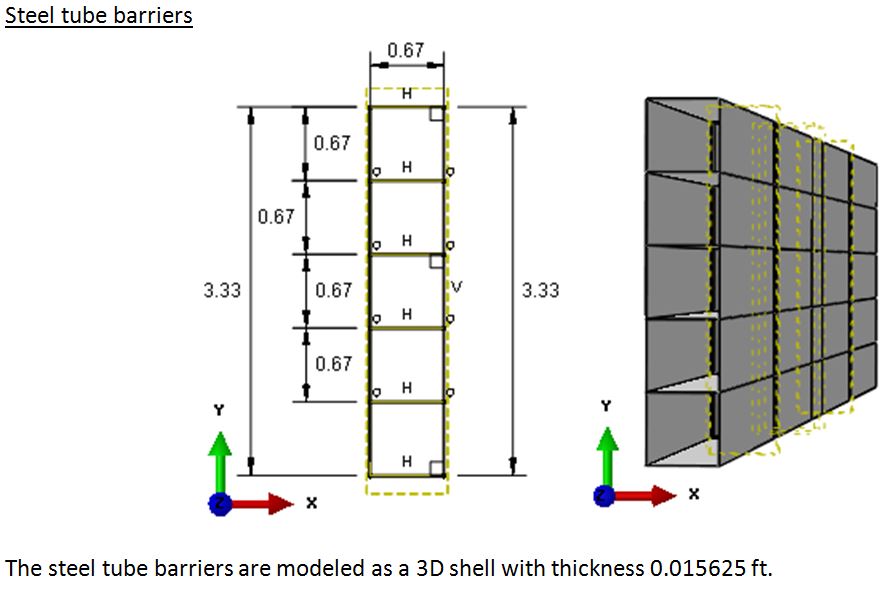 Steel tube barriers
0.67
H
0.67
H
0.67
H
3.33
0.67
V
3.33
H
0.67
H
H
Y
X
Z
Y
X
Z
The steel tube barriers are modeled as a 3D shell with thickness 0.015625 ft.